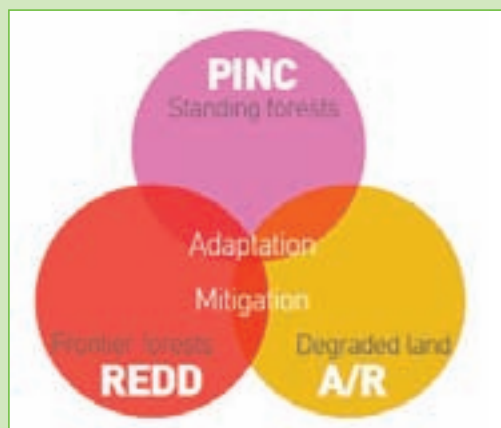 PINC
Standing forests
Adaptation
Mitigation
Frontier forests Degraded land
REDD A/R